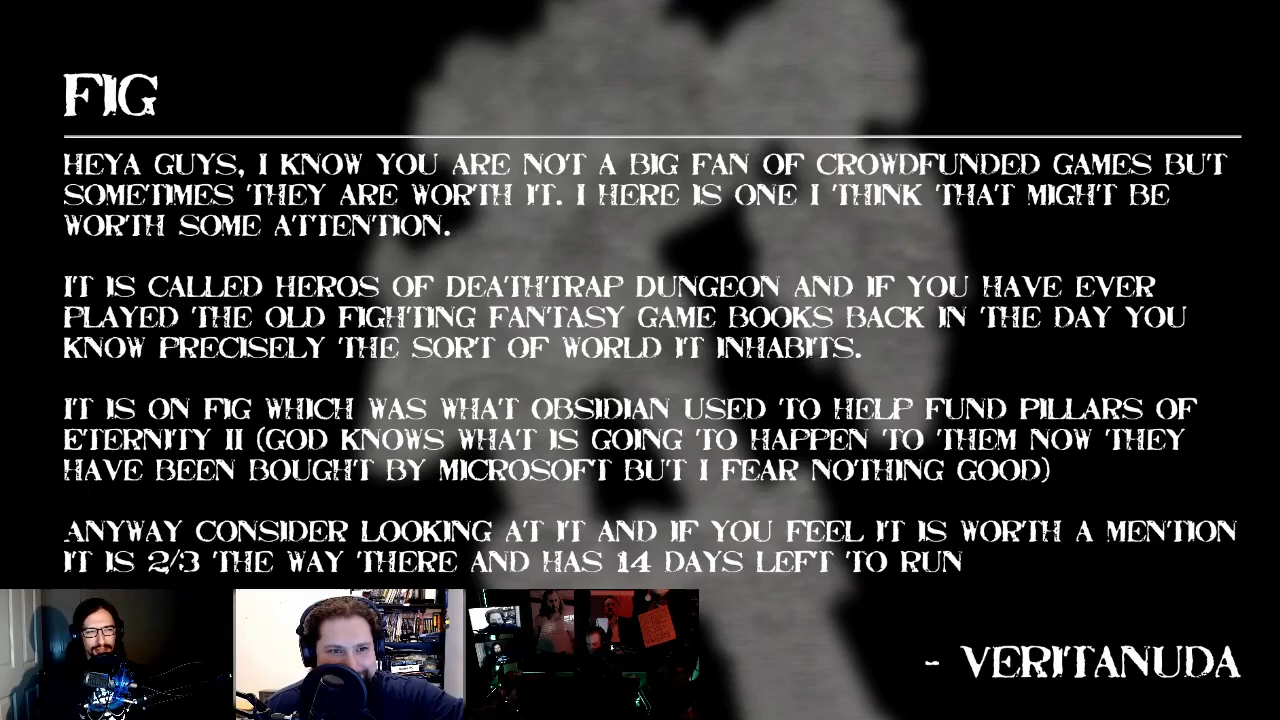 FIG
HEYA GUYS, I KNOW YOU ARE NOT A BIG FAN OF CROWDFUNDED GAMES BUT
SOMETIMES THEY ARE WORTH IT. I HERE IS ONE I THINK THAT MIGHT BE
WORTH SOME ATTENTION.
IT IS CALLED HEROS OF DEATHTRAP DUNGEON AND IF YOU HAVE EVER
PLAYED THE OLD FIGHTING FANTASY GAME BOOKS BACK IN THE DAY YOU
KNOW PRECISELY THE SORT OF WORLD IT INHABITS.
IT IS ON FIG WHICH WAS WHAT OBSIDIAN USED TO HELP FUND PILLARS OF
ETERNITY II (GOD KNOWS WHAT IS GOING TO HAPPEN TO THEM NOW THEY
HAVE BEEN BOUGHT BY MICROSOFT BUT I FEAR NOTHING GOOD)
ANYWAY CONSIDER LOOKING AT IT AND IF YOU FEEL IT IS WORTH A MENTION
IT IS 2/3 THE WAY THERE AND HAS 14 DAYS LEFT TO RUN
- VERITANUDA